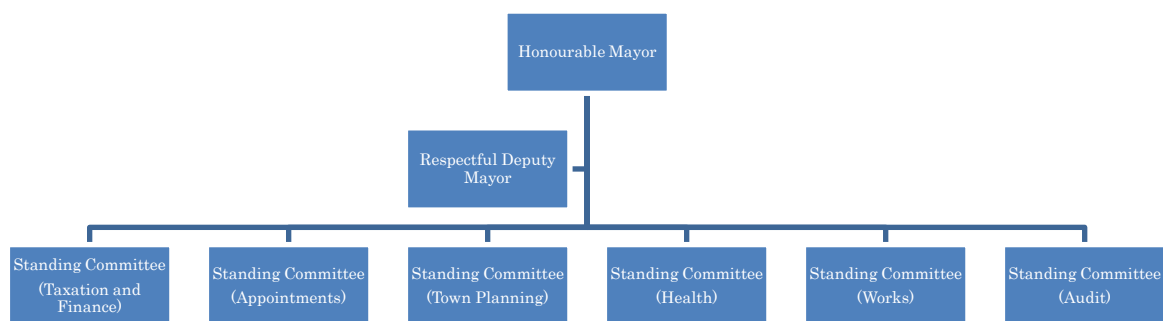 Honourable Mayor
Respectful Deputy
Mayor
Standing Committee
(Taxation and
Finance)
Standing Committee
(Appointments)
Standing Committee
(Town Planning)
Standing Committee
(Health)
Standing Committee
(Works)
Standing Committee
(Audit)